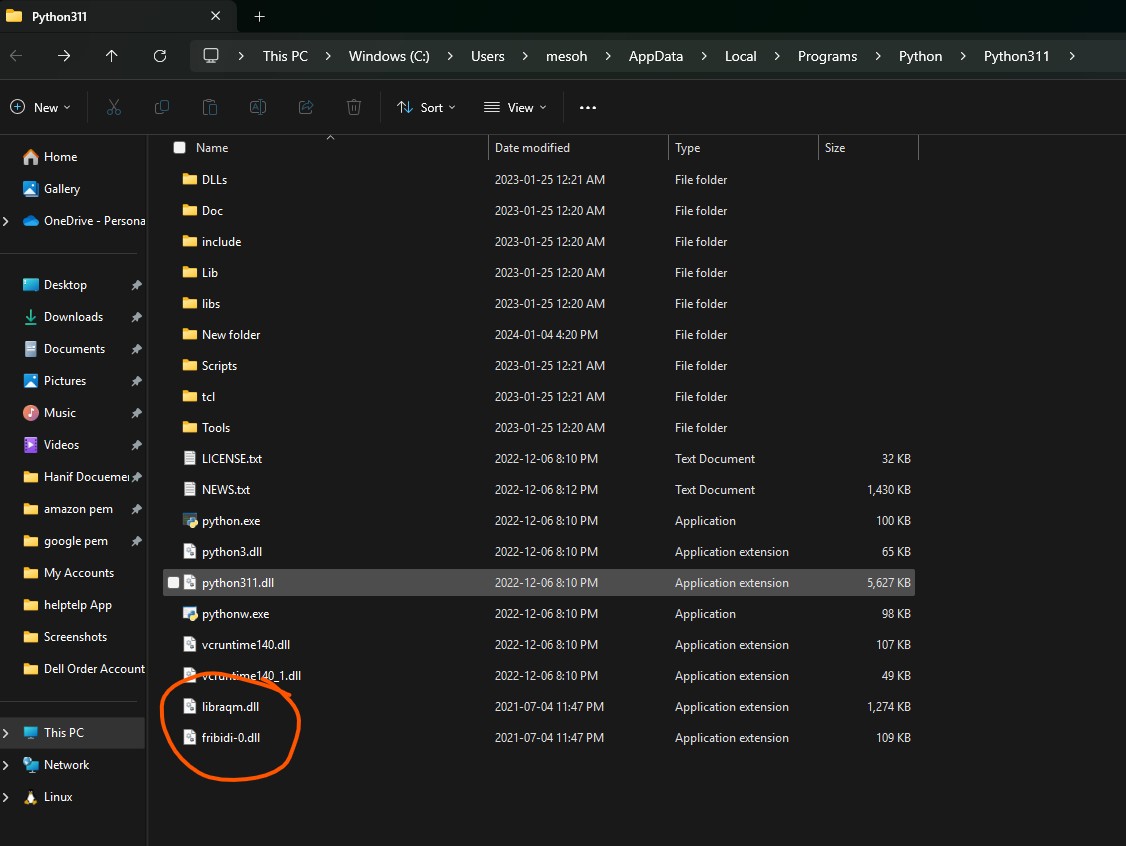 Python311
This PC > Windows (C:) > Users > mesoh > AppData > Local > Programs > Python > Python311 >
New Sort View
Name Date modified Type Size
Home
Gallery
OneDrive - Persona
Desktop
Downloads
Documents
Pictures
Music
Videos
Hanif Docuemer
amazon pem
google pem
My Accounts
helptelp App
Screenshots
Dell Order Account
This PC
Network
Linux
DLLs 2023-01-25 12:21 AM File folder
Doc 2023-01-25 12:20 AM File folder
include 2023-01-25 12:20 AM File folder
Lib 2023-01-25 12:20 AM File folder
libs 2023-01-25 12:20 AM File folder
New folder 2024-01-04 4:20 PM File folder
Scripts 2023-01-25 12:21 AM File folder
tcl 2023-01-25 12:21 AM File folder
Tools 2023-01-25 12:20 AM File folder
LICENSE.txt 2022-12-06 8:10 PM Text Document 32 KB
NEWS.txt 2022-12-06 8:12 PM Text Document 1,430 KB
python.exe 2022-12-06 8:10 PM Application 100 KB
python3.dll 2022-12-06 8:10 PM Application extension 65 KB
python311.dll 2022-12-06 8:10 PM Application extension 5,627 KB
pythonw.exe 2022-12-06 8:10 PM Application 98 KB
vcruntime140.dll 2022-12-06 8:10 PM Application extension 107 KB
vcruntime140_1.dll 2022-12-06 8:10 PM Application extension 49 KB
libraqm.dll 2021-07-04 11:47 PM Application extension 1,274 KB
fribidi-0.dll 2021-07-04 11:47 PM Application extension 109 KB